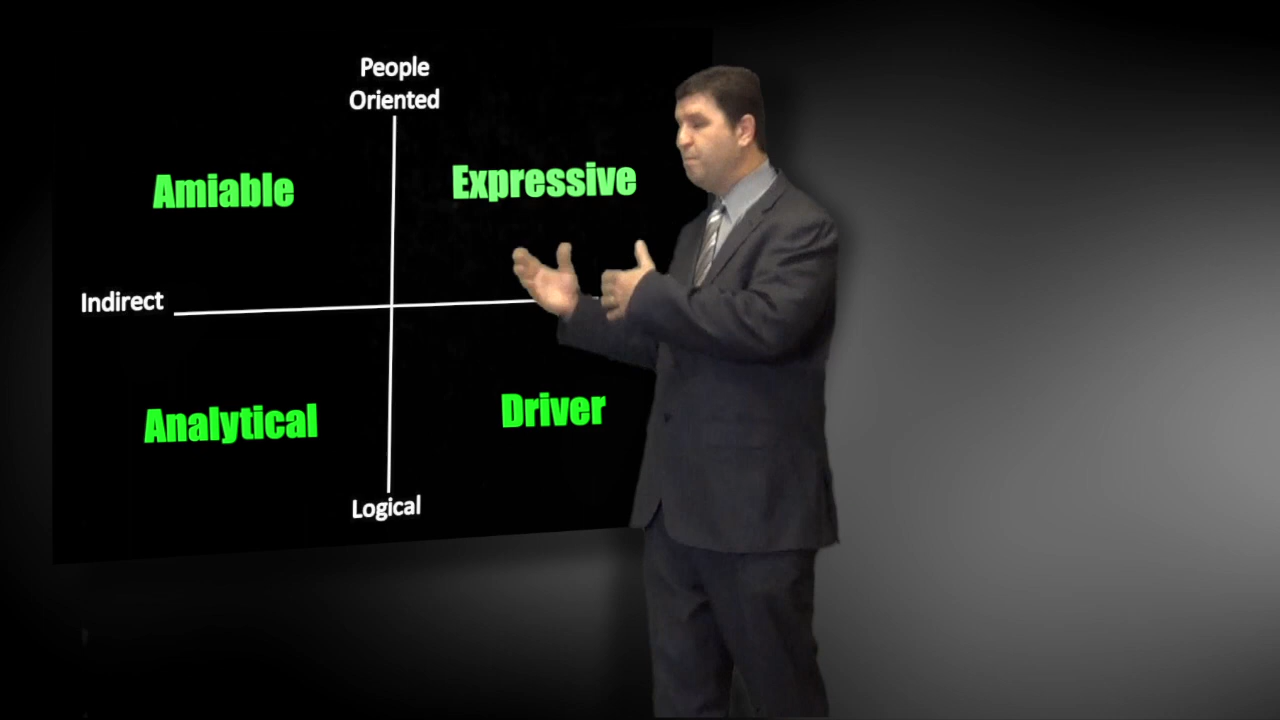 People
Oriented
Amiable
Expressive
Indirect
Analytical
Driver
Logical